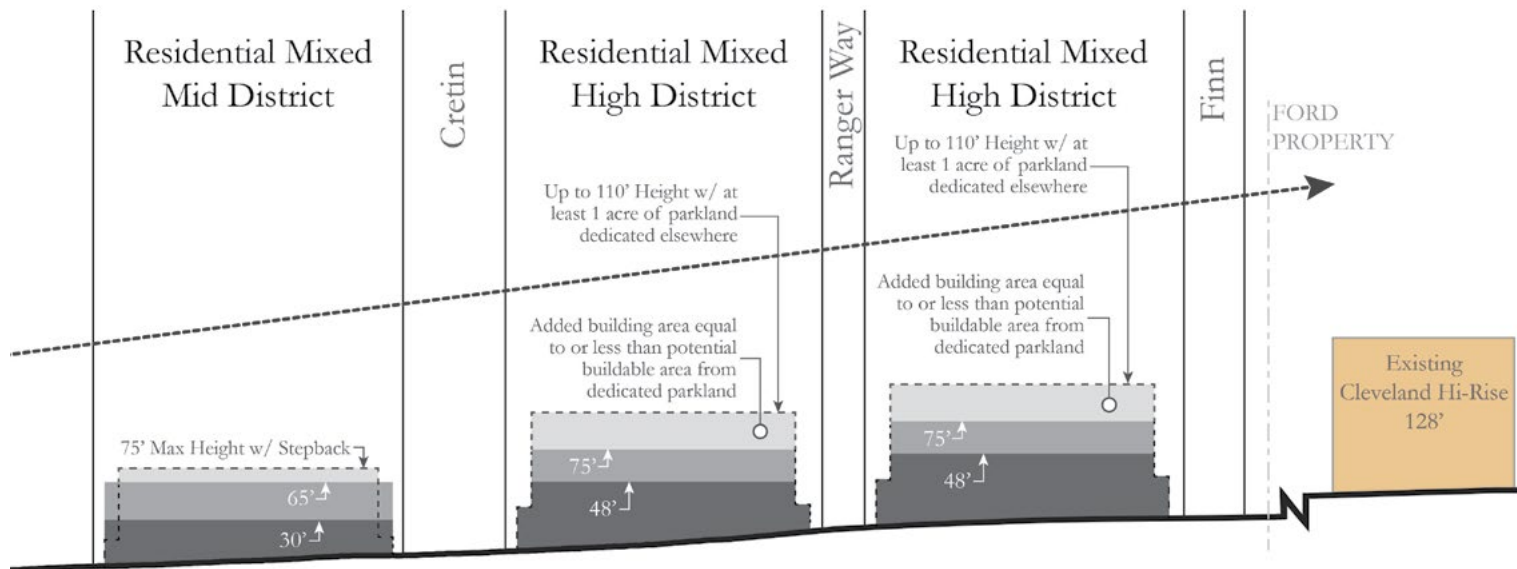 Residential Mixed
Mid District
Cretin
Residential Mixed
High District
Ranger Way
Residential Mixed
High District
Finn
FORD
PROPERTY
Up to 110' Height w/ at
least 1 acre of parkland
dedicated elsewhere
Up to 110' Height w/ at
least 1 acre of parkland
dedicated elsewhere
Added building area equal
to or less than potential
buildable area from
dedicated parkland
Added building area equal
to or less than potential
buildable area from
dedicated parkland
75' Max Height w/ Stepback
65'
30'
75'
48'
75'
48'
Existing
Cleveland Hi-Rise
128'